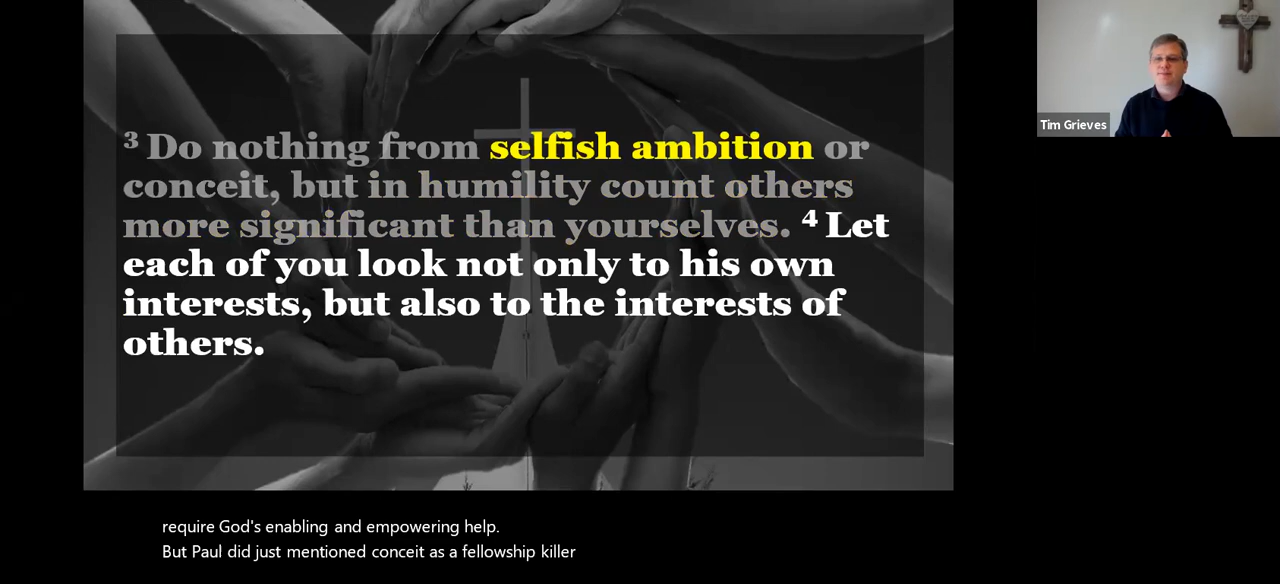 ³ Do nothing from selfish ambition or
conceit, but in humility count others
more significant than yourselves. ⁴ Let
each of you look not only to his own
interests, but also to the interests of
others.
Tim Grieves
require God's enabling and empowering help.
But Paul did just mentioned conceit as a fellowship killer